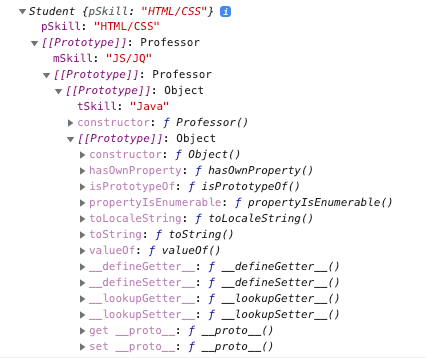 Student {pSkill: "HTML/CSS"} i
pSkill: "HTML/CSS"
[[Prototype]]: Professor
mSkill: "JS/JQ"
[[Prototype]]: Professor
[[Prototype]]: Object
tSkill: "Java"
constructor: ƒ Professor()
[[Prototype]]: Object
constructor: ƒ Object()
hasOwnProperty: ƒ hasOwnProperty()
isPrototypeOf: ƒ isPrototypeOf()
propertyIsEnumerable: ƒ propertyIsEnumerable()
toLocaleString: ƒ toLocaleString()
toString: ƒ toString()
valueOf: ƒ valueOf()
__defineGetter__: ƒ __defineGetter__()
__defineSetter__: ƒ __defineSetter__()
__lookupGetter__: ƒ __lookupGetter__()
__lookupSetter__: ƒ __lookupSetter__()
get __proto__: ƒ __proto__()
set __proto__: ƒ __proto__()